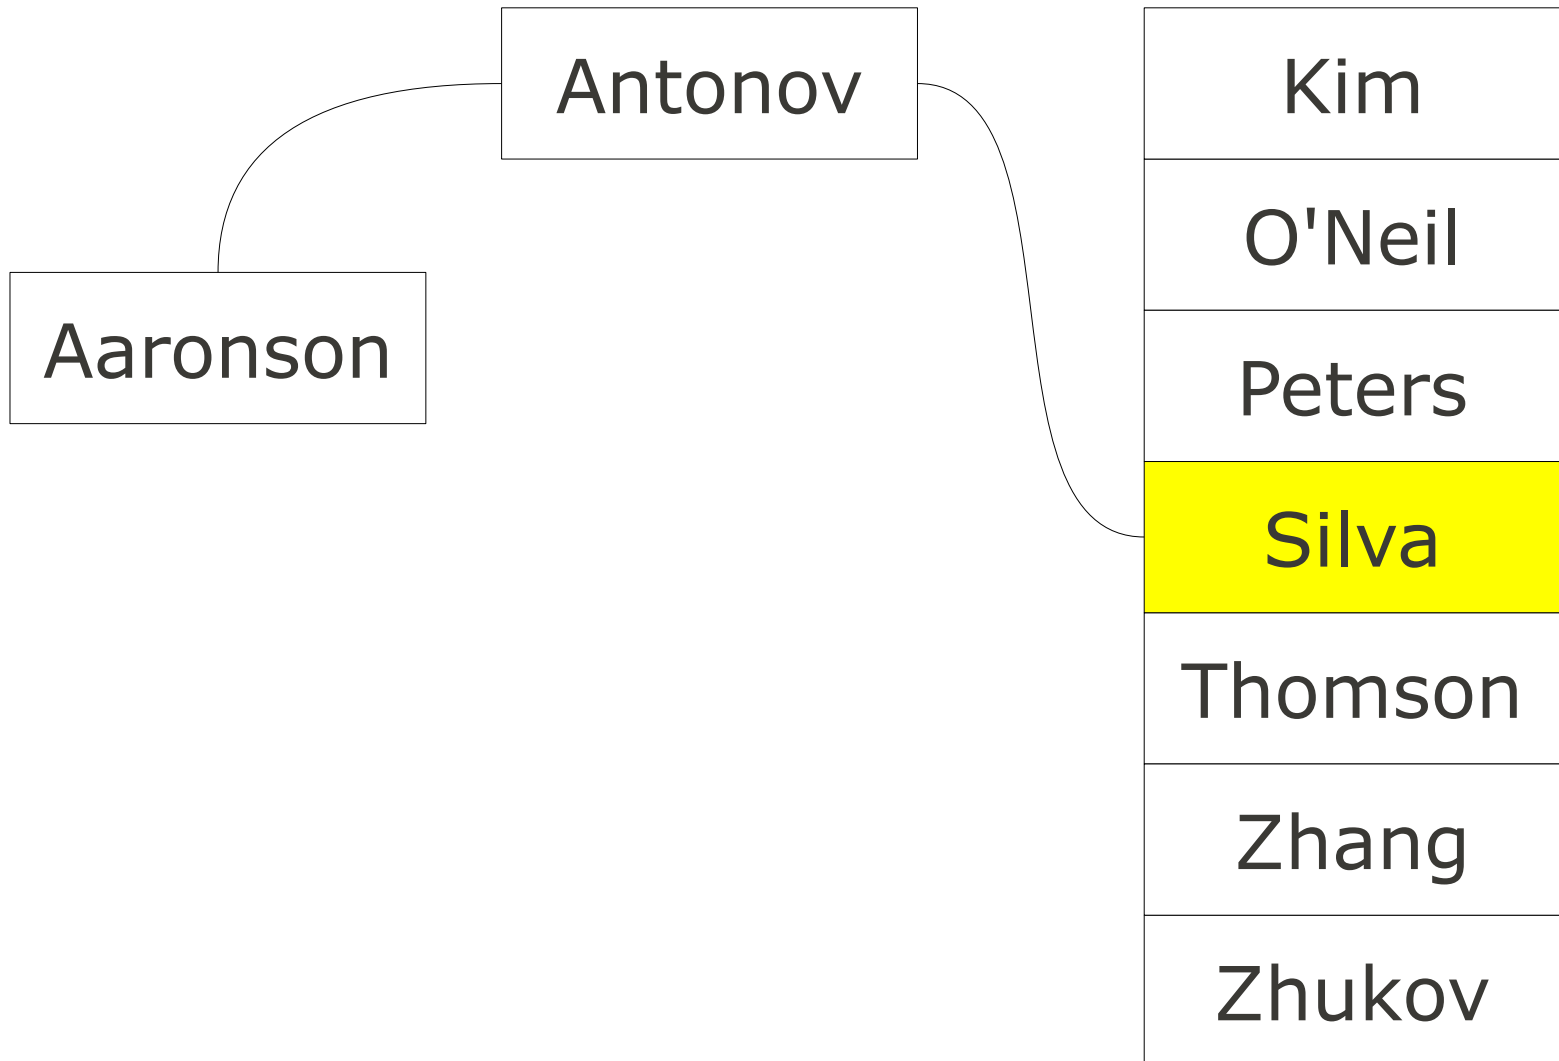 Antonov
Aaronson
Kim
O'Neil
Peters
Silva
Thomson
Zhang
Zhukov